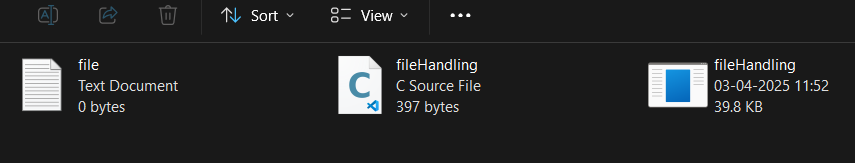 Sort
View
file
Text Document
0 bytes
fileHandling
C Source File
397 bytes
fileHandling
03-04-2025 11:52
39.8 KB